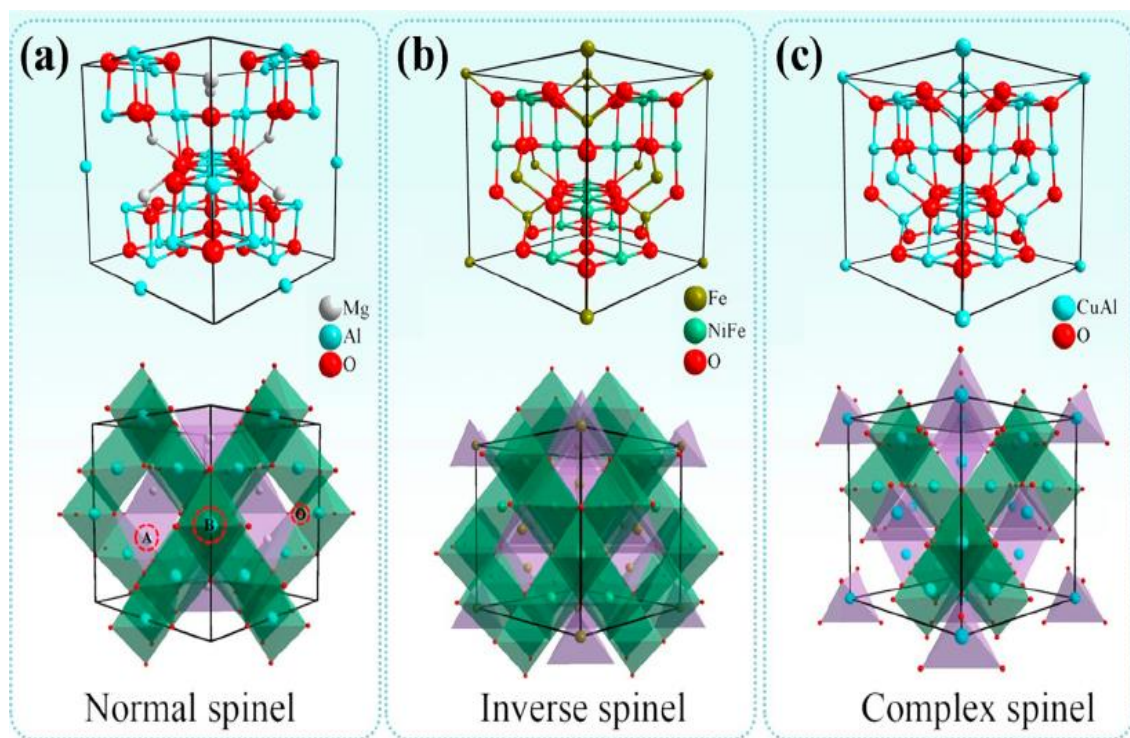 (a)
Mg
Al
O
A
B
O
Normal spinel
(b)
Fe
NiFe
O
Inverse spinel
(c)
CuAl
O
Complex spinel